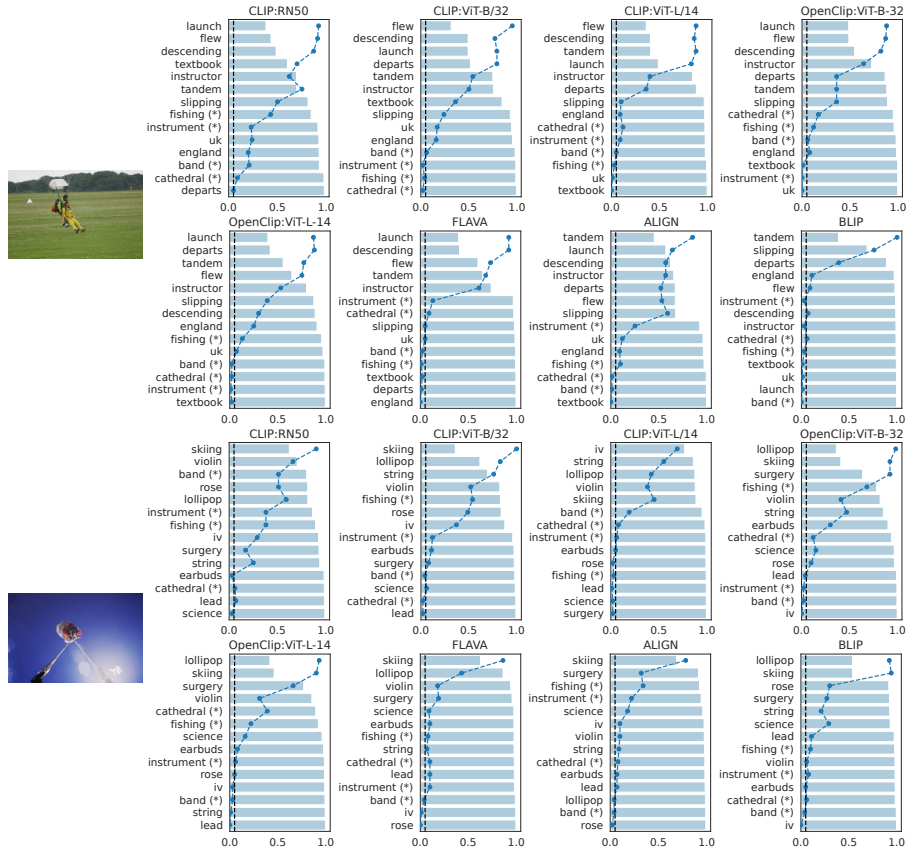 CLIP:RN50
launch
flew
descending
textbook
instructor
tandem
slipping
fishing (*)
instrument (*)
uk
england
band (*)
cathedral (*)
departs
0.0 0.5 1.0
CLIP:ViT-B/32
flew
descending
launch
departs
tandem
instructor
textbook
slipping
uk
england
band (*)
instrument (*)
fishing (*)
cathedral (*)
0.0 0.5 1.0
CLIP:ViT-L/14
flew
descending
tandem
launch
instructor
departs
slipping
england
cathedral (*)
instrument (*)
band (*)
fishing (*)
uk
textbook
0.0 0.5 1.0
OpenClip:ViT-B-32
launch
flew
descending
instructor
departs
tandem
slipping
cathedral (*)
fishing (*)
band (*)
england
textbook
instrument (*)
uk
0.0 0.5 1.0
OpenClip:ViT-L-14
launch
departs
tandem
flew
instructor
slipping
descending
england
fishing (*)
uk
band (*)
cathedral (*)
instrument (*)
textbook
0.0 0.5 1.0
FLAVA
launch
descending
flew
tandem
instructor
instrument (*)
cathedral (*)
slipping
uk
band (*)
fishing (*)
textbook
departs
england
0.0 0.5 1.0
ALIGN
tandem
launch
descending
instructor
departs
flew
slipping
instrument (*)
uk
england
fishing (*)
cathedral (*)
band (*)
textbook
0.0 0.5 1.0
BLIP
tandem
slipping
departs
england
flew
instrument (*)
descending
instructor
cathedral (*)
fishing (*)
textbook
uk
launch
band (*)
0.0 0.5 1.0
CLIP:RN50
skiing
violin
band (*)
rose
lollipop
instrument (*)
fishing (*)
iv
surgery
string
earbuds
cathedral (*)
lead
science
0.0 0.5 1.0
CLIP:ViT-B/32
skiing
lollipop
string
violin
fishing (*)
rose
iv
instrument (*)
earbuds
surgery
band (*)
science
cathedral (*)
lead
0.0 0.5 1.0
CLIP:ViT-L/14
iv
string
lollipop
violin
skiing
band (*)
cathedral (*)
instrument (*)
earbuds
rose
fishing (*)
lead
science
surgery
0.0 0.5 1.0
OpenClip:ViT-B-32
lollipop
skiing
surgery
fishing (*)
violin
string
earbuds
cathedral (*)
science
rose
lead
instrument (*)
band (*)
iv
0.0 0.5 1.0
OpenClip:ViT-L-14
lollipop
skiing
surgery
violin
cathedral (*)
fishing (*)
science
earbuds
instrument (*)
rose
iv
band (*)
string
lead
0.0 0.5 1.0
FLAVA
skiing
lollipop
violin
surgery
science
earbuds
fishing (*)
string
cathedral (*)
lead
instrument (*)
band (*)
iv
rose
0.0 0.5 1.0
ALIGN
skiing
surgery
fishing (*)
instrument (*)
science
iv
violin
string
cathedral (*)
earbuds
lead
lollipop
band (*)
rose
0.0 0.5 1.0
BLIP
lollipop
skiing
rose
surgery
string
science
lead
fishing (*)
violin
instrument (*)
earbuds
cathedral (*)
band (*)
iv
0.0 0.5 1.0